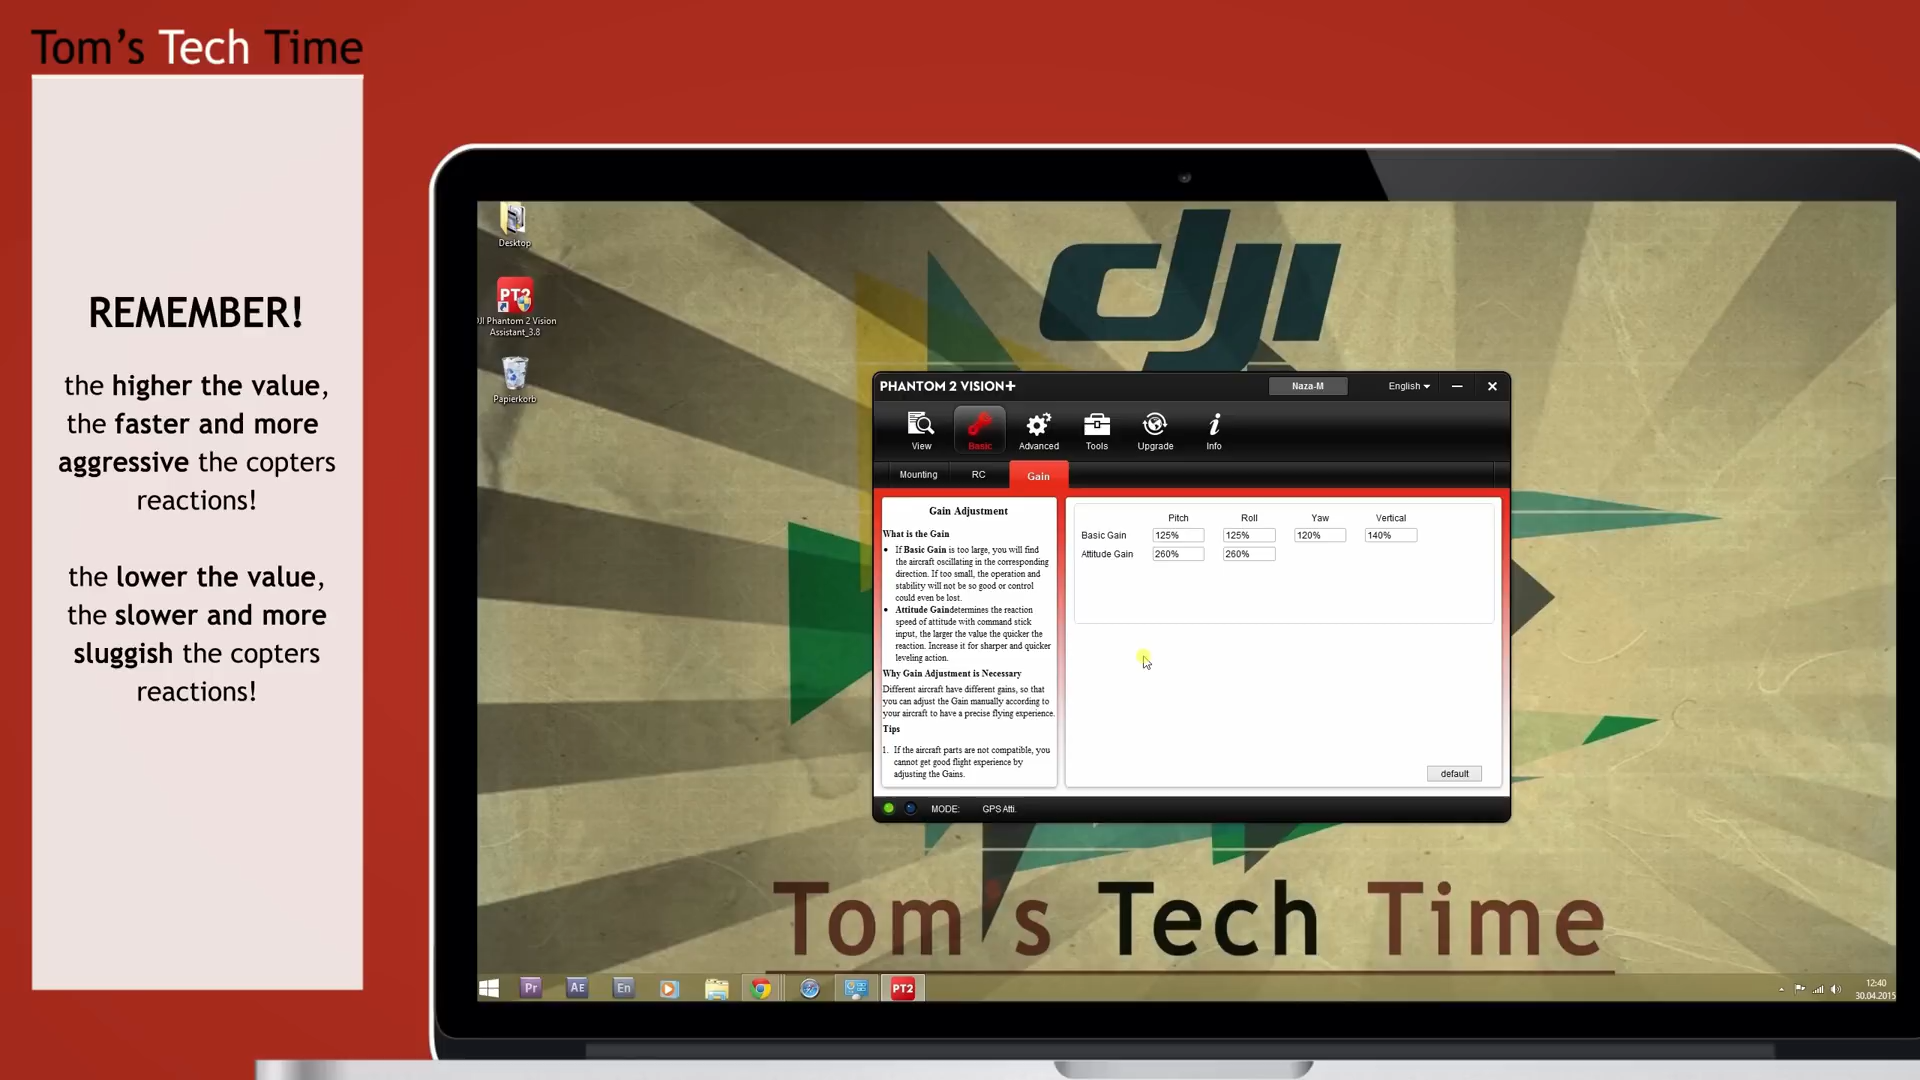 Tom's Tech Time
REMEMBER!
the higher the value,
the faster and more
aggressive the copters
reactions!
the lower the value,
the slower and more
sluggish the copters
reactions!
Desktop
PT2
DJI Phantom 2 Vision
Assistant_3.8
Papierkorb
dji
PHANTOM 2 VISION+
Naza-M
English
View
Basic
Advanced
Tools
Upgrade
Info
Mounting
RC
Gain
Gain Adjustment
What is the Gain
If Basic Gain is too large, you will find
the aircraft oscillating in the corresponding
direction. If too small, the operation and
stability will not be so good or control
could even be lost.
Attitude Gaindetermines the reaction
speed of attitude with command stick
input, the larger the value the quicker the
reaction. Increase it for sharper and quicker
leveling action.
Why Gain Adjustment is Necessary
Different aircraft have different gains, so that
you can adjust the Gain manually according to
your aircraft to have a precise flying experience.
Tips
1. If the aircraft parts are not compatible, you
cannot get good flight experience by
adjusting the Gains.
Pitch Roll Yaw Vertical
Basic Gain 125% 125% 120% 140%
Attitude Gain 260% 260%
default
MODE: GPS Atti.
Tom's Tech Time
Pr
AE
En
PT2
12:40
30.04.2015